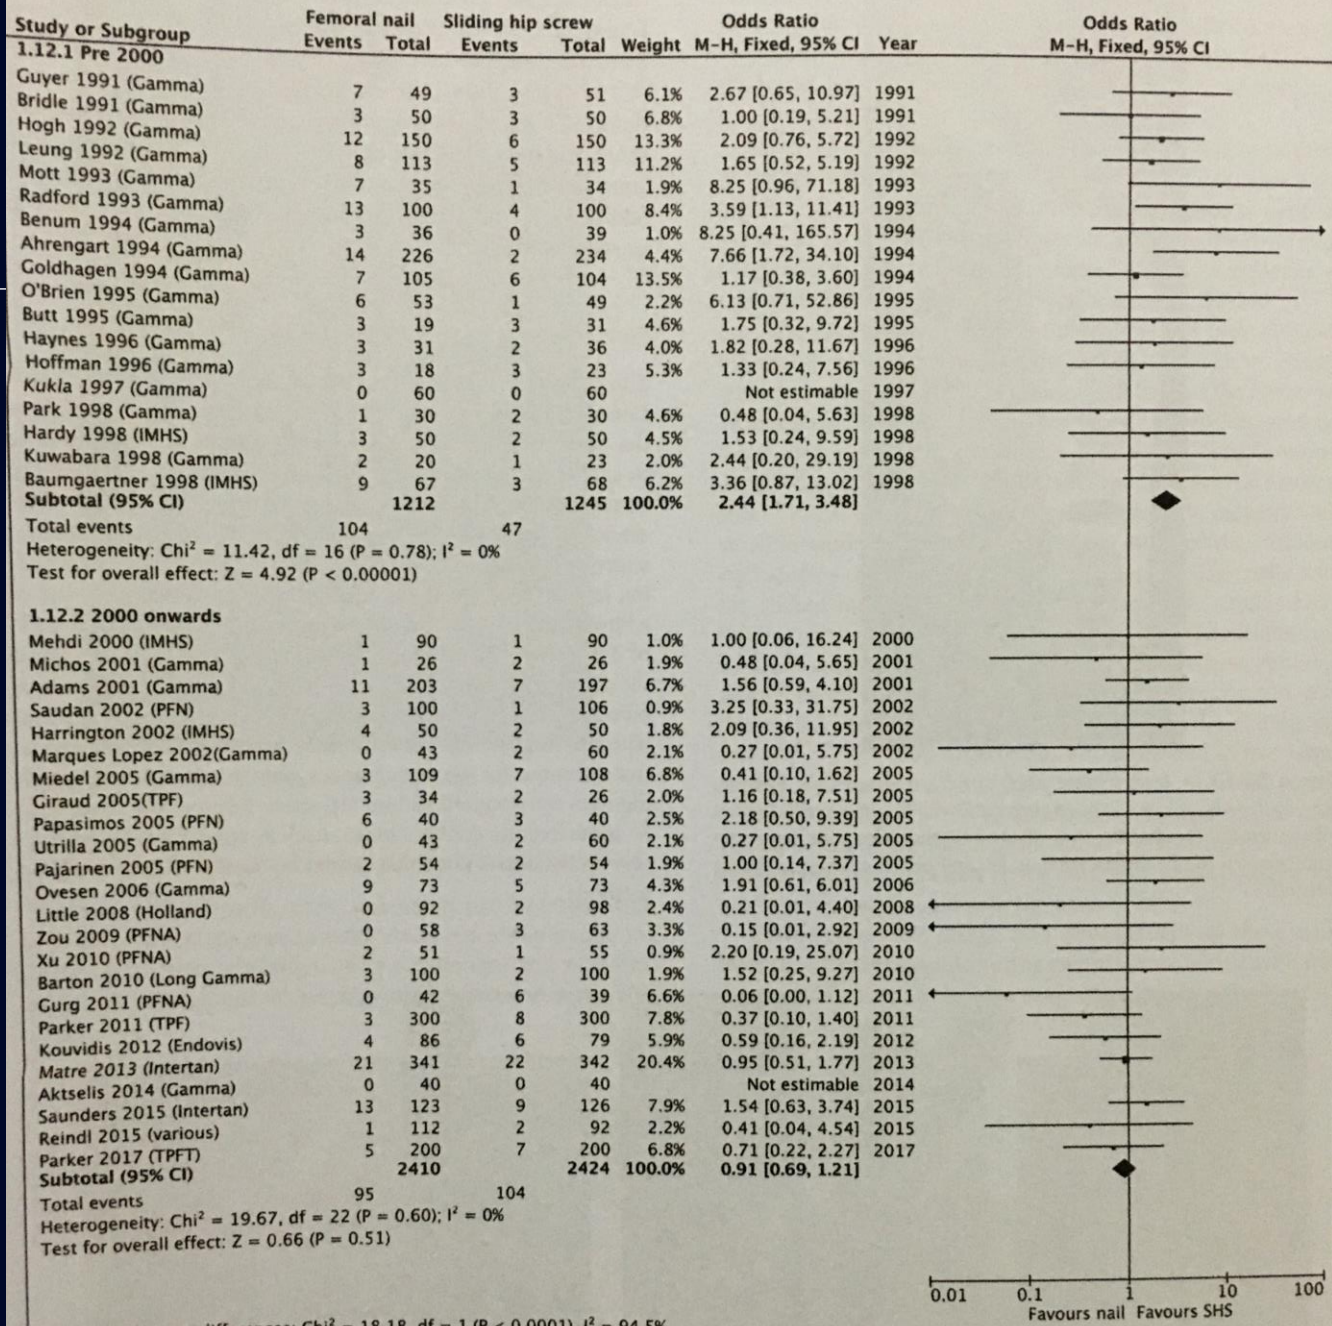 Femoral nail Sliding hip screw Odds Ratio Odds Ratio
Study or Subgroup Events Total Events Total Weight M-H, Fixed, 95% CI Year M-H, Fixed, 95% CI
1.12.1 Pre 2000
Guyer 1991 (Gamma) 7 49 3 51 6.1% 2.67 [0.65, 10.97] 1991
Bridle 1991 (Gamma) 3 50 3 50 6.8% 1.00 [0.19, 5.21] 1991
Hogh 1992 (Gamma) 12 150 6 150 13.3% 2.09 [0.76, 5.72] 1992
Leung 1992 (Gamma) 8 113 5 113 11.2% 1.65 [0.52, 5.19] 1992
Mott 1993 (Gamma) 7 35 1 34 1.9% 8.25 [0.96, 71.18] 1993
Radford 1993 (Gamma) 13 100 4 100 8.4% 3.59 [1.13, 11.41] 1993
Benum 1994 (Gamma) 3 36 0 39 1.0% 8.25 [0.41, 165.57] 1994
Ahrengart 1994 (Gamma) 14 226 2 234 4.4% 7.66 [1.72, 34.10] 1994
Goldhagen 1994 (Gamma) 7 105 6 104 13.5% 1.17 [0.38, 3.60] 1994
O'Brien 1995 (Gamma) 6 53 1 49 2.2% 6.13 [0.71, 52.86] 1995
Butt 1995 (Gamma) 3 19 3 31 4.6% 1.75 [0.32, 9.72] 1995
Haynes 1996 (Gamma) 3 31 2 36 4.0% 1.82 [0.28, 11.67] 1996
Hoffman 1996 (Gamma) 3 18 3 23 5.3% 1.33 [0.24, 7.56] 1996
Kukla 1997 (Gamma) 0 60 0 60 Not estimable 1997
Park 1998 (Gamma) 1 30 2 30 4.6% 0.48 [0.04, 5.63] 1998
Hardy 1998 (IMHS) 3 50 2 50 4.5% 1.53 [0.24, 9.59] 1998
Kuwabara 1998 (Gamma) 2 20 1 23 2.0% 2.44 [0.20, 29.19] 1998
Baumgaertner 1998 (IMHS) 9 67 3 68 6.2% 3.36 [0.87, 13.02] 1998
Subtotal (95% CI) 1212 1245 100.0% 2.44 [1.71, 3.48]
Total events 104 47
Heterogeneity: Chi² = 11.42, df = 16 (P = 0.78); I² = 0%
Test for overall effect: Z = 4.92 (P < 0.00001)
1.12.2 2000 onwards
Mehdi 2000 (IMHS) 1 90 1 90 1.0% 1.00 [0.06, 16.24] 2000
Michos 2001 (Gamma) 1 26 2 26 1.9% 0.48 [0.04, 5.65] 2001
Adams 2001 (Gamma) 11 203 7 197 6.7% 1.56 [0.59, 4.10] 2001
Saudan 2002 (PFN) 3 100 1 106 0.9% 3.25 [0.33, 31.75] 2002
Harrington 2002 (IMHS) 4 50 2 50 1.8% 2.09 [0.36, 11.95] 2002
Marques Lopez 2002(Gamma) 0 43 2 60 2.1% 0.27 [0.01, 5.75] 2002
Miedel 2005 (Gamma) 3 109 7 108 6.8% 0.41 [0.10, 1.62] 2005
Giraud 2005(TPF) 3 34 2 26 2.0% 1.16 [0.18, 7.51] 2005
Papasimos 2005 (PFN) 6 40 3 40 2.5% 2.18 [0.50, 9.39] 2005
Utrilla 2005 (Gamma) 0 43 2 60 2.1% 0.27 [0.01, 5.75] 2005
Pajarinen 2005 (PFN) 2 54 2 54 1.9% 1.00 [0.14, 7.37] 2005
Ovesen 2006 (Gamma) 9 73 5 73 4.3% 1.91 [0.61, 6.01] 2006
Little 2008 (Holland) 0 92 2 98 2.4% 0.21 [0.01, 4.40] 2008
Zou 2009 (PFNA) 0 58 3 63 3.3% 0.15 [0.01, 2.92] 2009
Xu 2010 (PFNA) 2 51 1 55 0.9% 2.20 [0.19, 25.07] 2010
Barton 2010 (Long Gamma) 3 100 2 100 1.9% 1.52 [0.25, 9.27] 2010
Gurg 2011 (PFNA) 0 42 6 39 6.6% 0.06 [0.00, 1.12] 2011
Parker 2011 (TPF) 3 300 8 300 7.8% 0.37 [0.10, 1.40] 2011
Kouvidis 2012 (Endovis) 4 86 6 79 5.9% 0.59 [0.16, 2.19] 2012
Matre 2013 (Intertan) 21 341 22 342 20.4% 0.95 [0.51, 1.77] 2013
Aktselis 2014 (Gamma) 0 40 0 40 Not estimable 2014
Saunders 2015 (Intertan) 13 123 9 126 7.9% 1.54 [0.63, 3.74] 2015
Reindl 2015 (various) 1 112 2 92 2.2% 0.41 [0.04, 4.54] 2015
Parker 2017 (TPFT) 5 200 7 200 6.8% 0.71 [0.22, 2.27] 2017
Subtotal (95% CI) 2410 2424 100.0% 0.91 [0.69, 1.21]
Total events 95 104
Heterogeneity: Chi² = 19.67, df = 22 (P = 0.60); I² = 0%
Test for overall effect: Z = 0.66 (P = 0.51)
0.01 0.1 1 10 100
Favours nail Favours SHS
Chi² = 18.18, df = 1 (P < 0.0001), I² = 94.5%